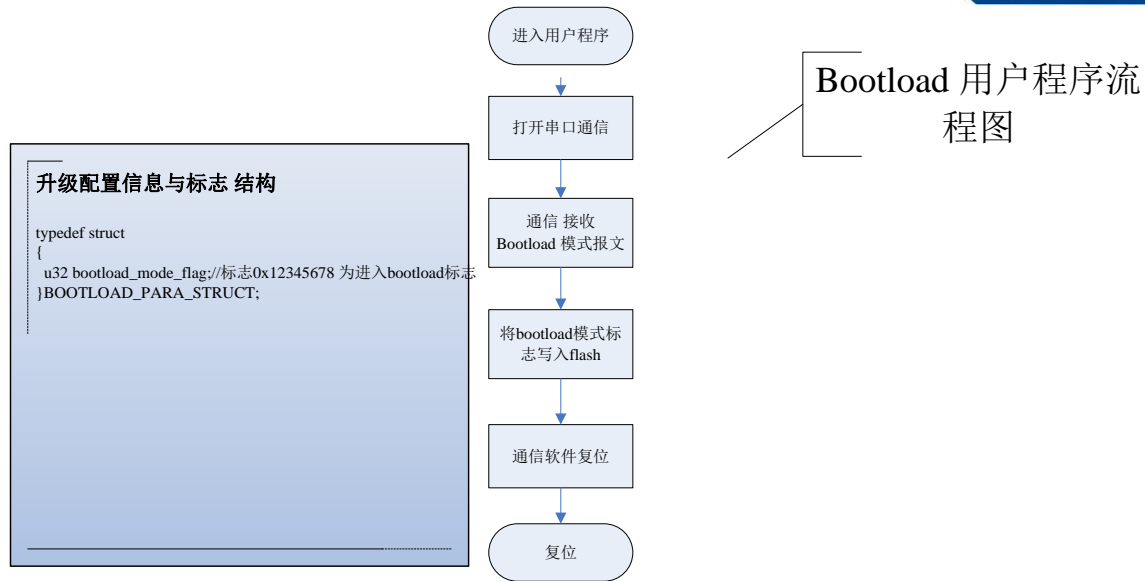 进入用户程序
Bootload 用户程序流
程图
打开串口通信
升级配置信息与标志 结构
typedef struct
{
u32 bootload_mode_flag;//标志0x12345678 为进入bootload标志
}BOOTLOAD_PARA_STRUCT;
通信 接收
Bootload 模式报文
将bootload模式标
志写入flash
通信软件复位
复位